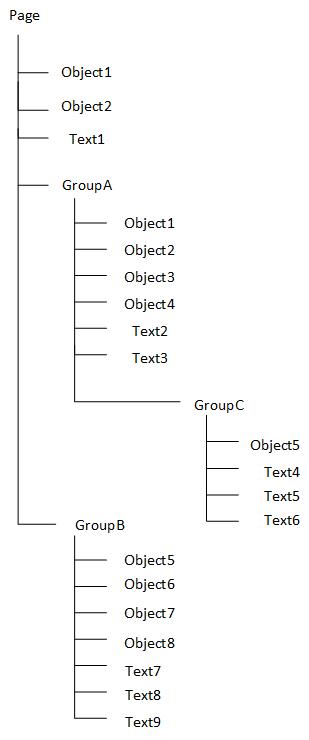 Page
Object1
Object2
Text1
GroupA
Object1
Object2
Object3
Object4
Text2
Text3
GroupC
Object5
Text4
Text5
Text6
GroupB
Object5
Object6
Object7
Object8
Text7
Text8
Text9